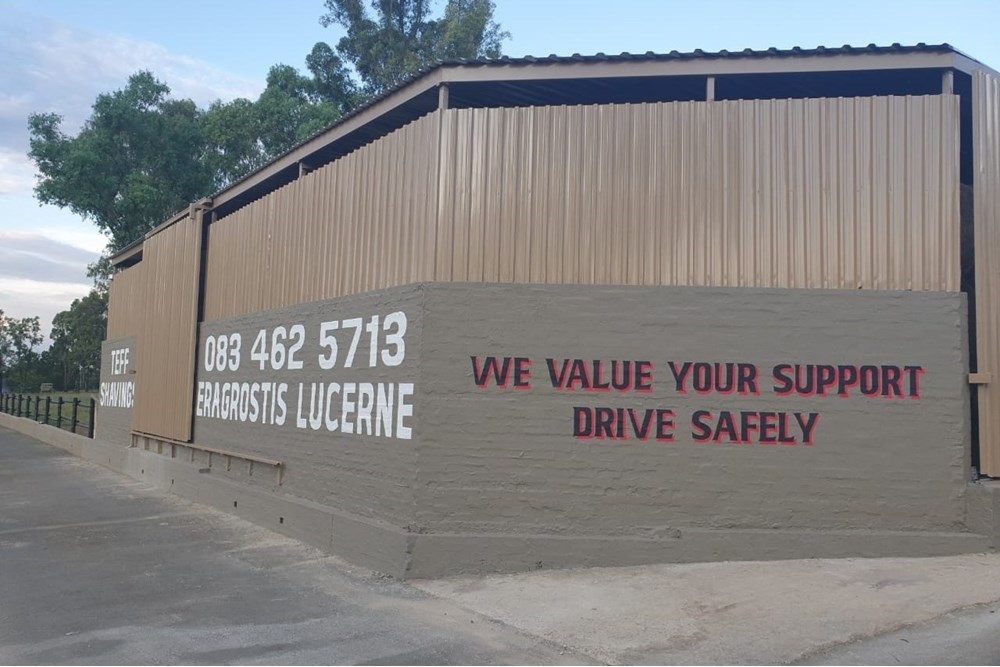 TEFF
SHAVINGS
083 462 5713
ERAGROSTIS LUCERNE
WE VALUE YOUR SUPPORT
DRIVE SAFELY